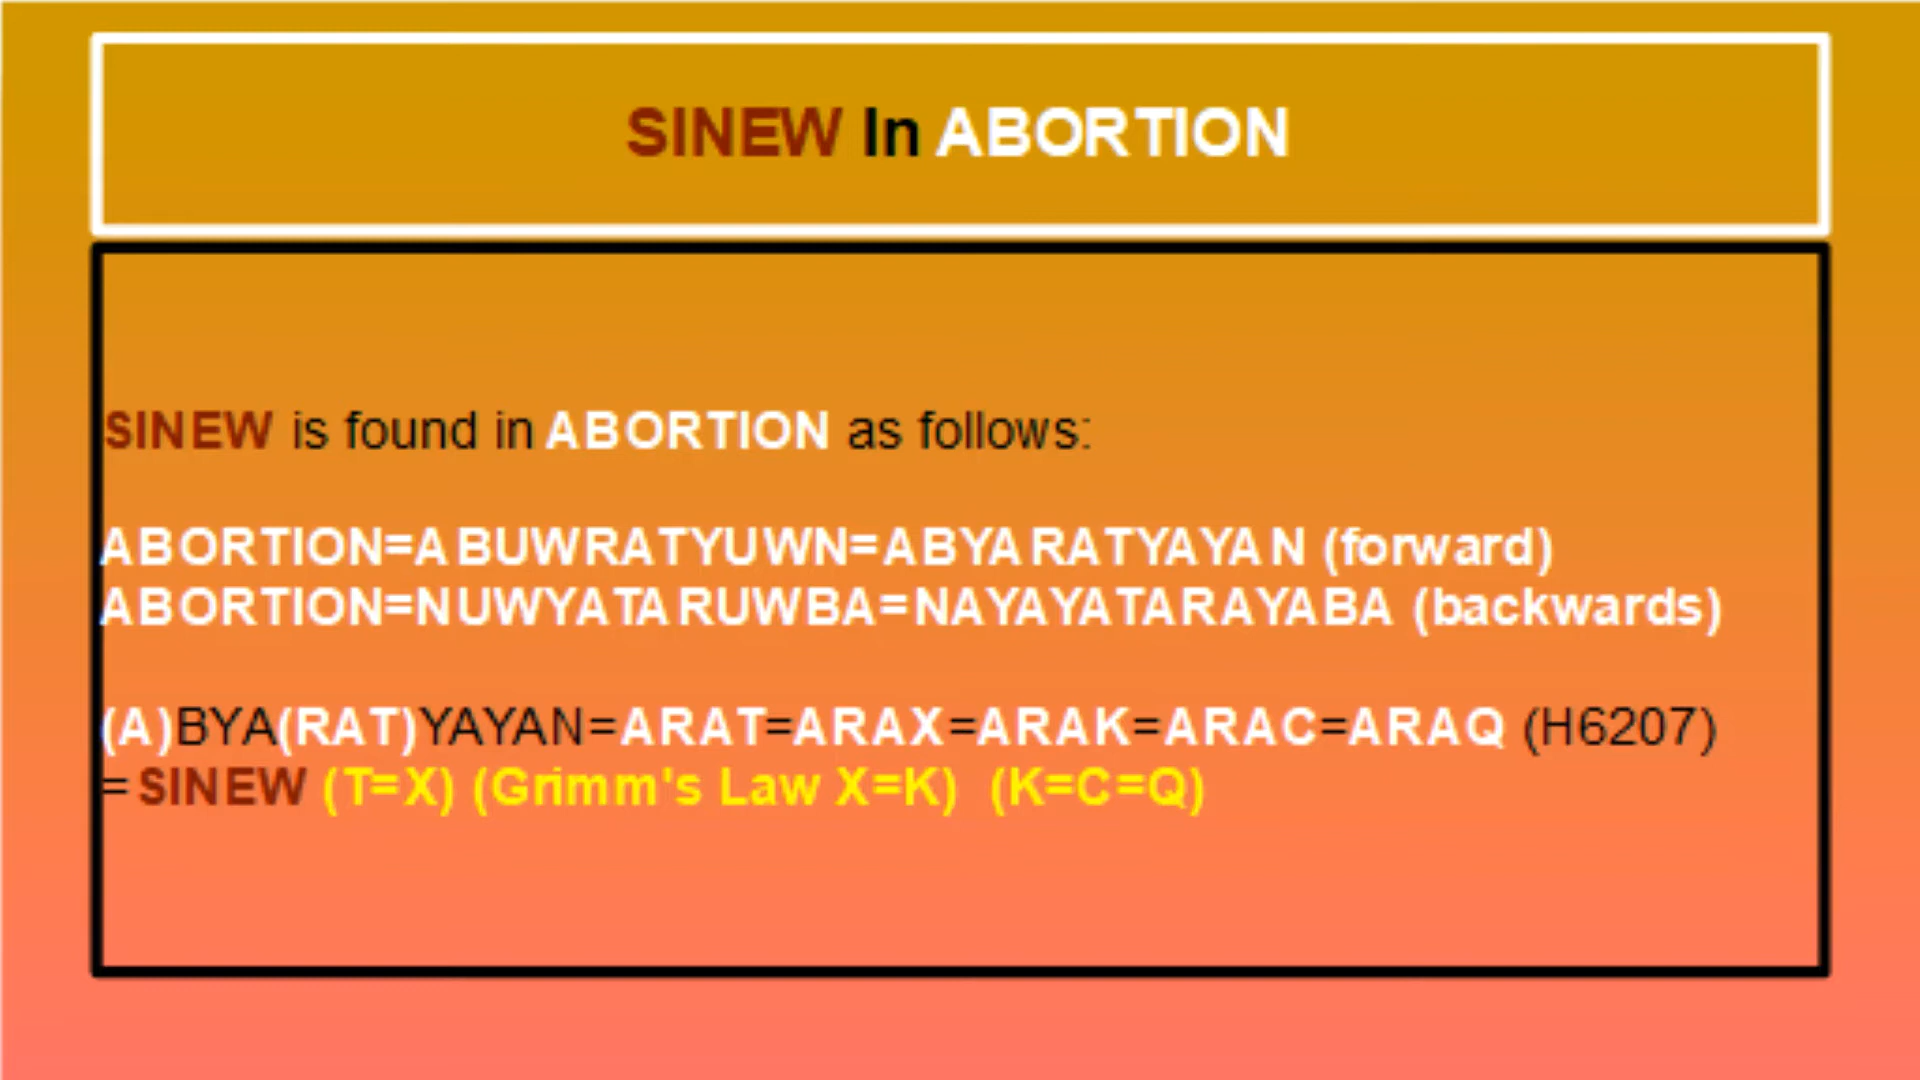 SINEW In ABORTION
SINEW is found in ABORTION as follows:
ABORTION=ABUWRATYUWN=ABYARATYAYAN (forward)
ABORTION=NUWYATARUWBA=NAYAYATARAYABA (backwards)
(A)BYA(RAT)YAYAN=ARAT=ARAX=ARAK=ARAC=ARAQ (H6207)
=SINEW (T=X) (Grimm's Law X=K) (K=C=Q)